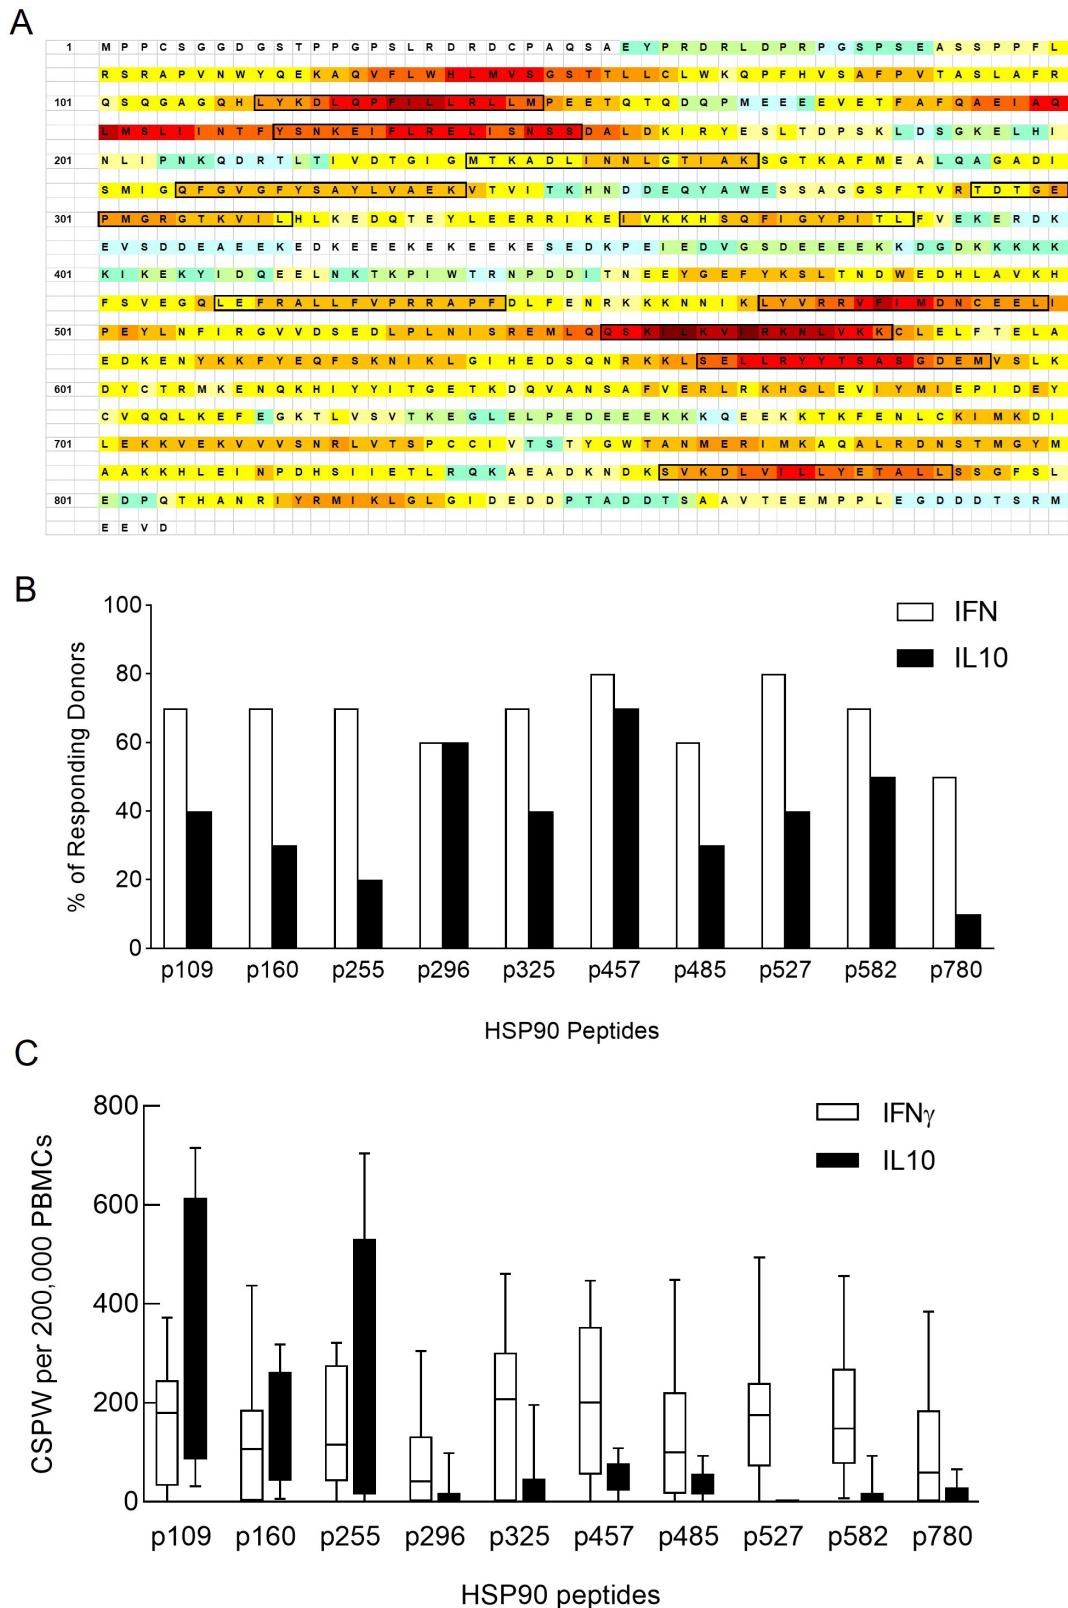 A
1 M P P C S G G D G S T P P G P S L R D R D C P A Q S A E Y P R D R L D P R P G S P S E A S S P P F L
R S R A P V N W Y Q E K A Q V F L W H L M V S G S T T L L C L W K Q P F H V S A F P V T A S L A F R
101 Q S Q G A G Q H L Y K D L Q P F I L L R L L M P E E T Q T Q D Q P M E E E E V E T F A F Q A E I A Q
L M S L I I N T F Y S N K E I F L R E L I S N S S D A L D K I R Y E S L T D P S K L D S G K E L H I
201 N L I P N K Q D R T L T I V D T G I G M T K A D L I N N L G T I A K S G T K A F M E A L Q A G A D I
S M I G Q F G V G F Y S A Y L V A E K V T V I T K H N D D E Q Y A W E S S A G G S F T V R T D T G E
301 P M G R G T K V I L H L K E D Q T E Y L E E R R I K E I V K K H S Q F I G Y P I T L F V E K E R D K
E V S D D E A E E K E D K E E E K E K E E K E S E D K P E I E D V G S D E E E E K K D G D K K K K K
401 K I K E K Y I D Q E E L N K T K P I W T R N P D D I T N E E Y G E F Y K S L T N D W E D H L A V K H
F S V E G Q L E F R A L L F V P R R A P F D L F E N R K K K N N I K L Y V R R V F I M D N C E E L I
501 P E Y L N F I R G V V D S E D L P L N I S R E M L Q Q S K I L K V I R K N L V K K C L E L F T E L A
E D K E N Y K K F Y E Q F S K N I K L G I H E D S Q N R K K L S E L L R Y Y T S A S G D E M V S L K
601 D Y C T R M K E N Q K H I Y Y I T G E T K D Q V A N S A F V E R L R K H G L E V I Y M I E P I D E Y
C V Q Q L K E F E G K T L V S V T K E G L E L P E D E E E K K K Q E E K K T K F E N L C K I M K D I
701 L E K K V E K V V V S N R L V T S P C C I V T S T Y G W T A N M E R I M K A Q A L R D N S T M G Y M
A A K K H L E I N P D H S I I E T L R Q K A E A D K N D K S V K D L V I L L Y E T A L L S S G F S L
801 E D P Q T H A N R I Y R M I K L G L G I D E D D P T A D D T S A A V T E E M P P L E G D D D T S R M
E E V D
B
100
80
60
40
20
0
% of Responding Donors
IFN
IL10
p109 p160 p255 p296 p325 p457 p485 p527 p582 p780
HSP90 Peptides
C
800
600
400
200
0
CSPW per 200,000 PBMCs
IFNγ
IL10
p109 p160 p255 p296 p325 p457 p485 p527 p582 p780
HSP90 peptides